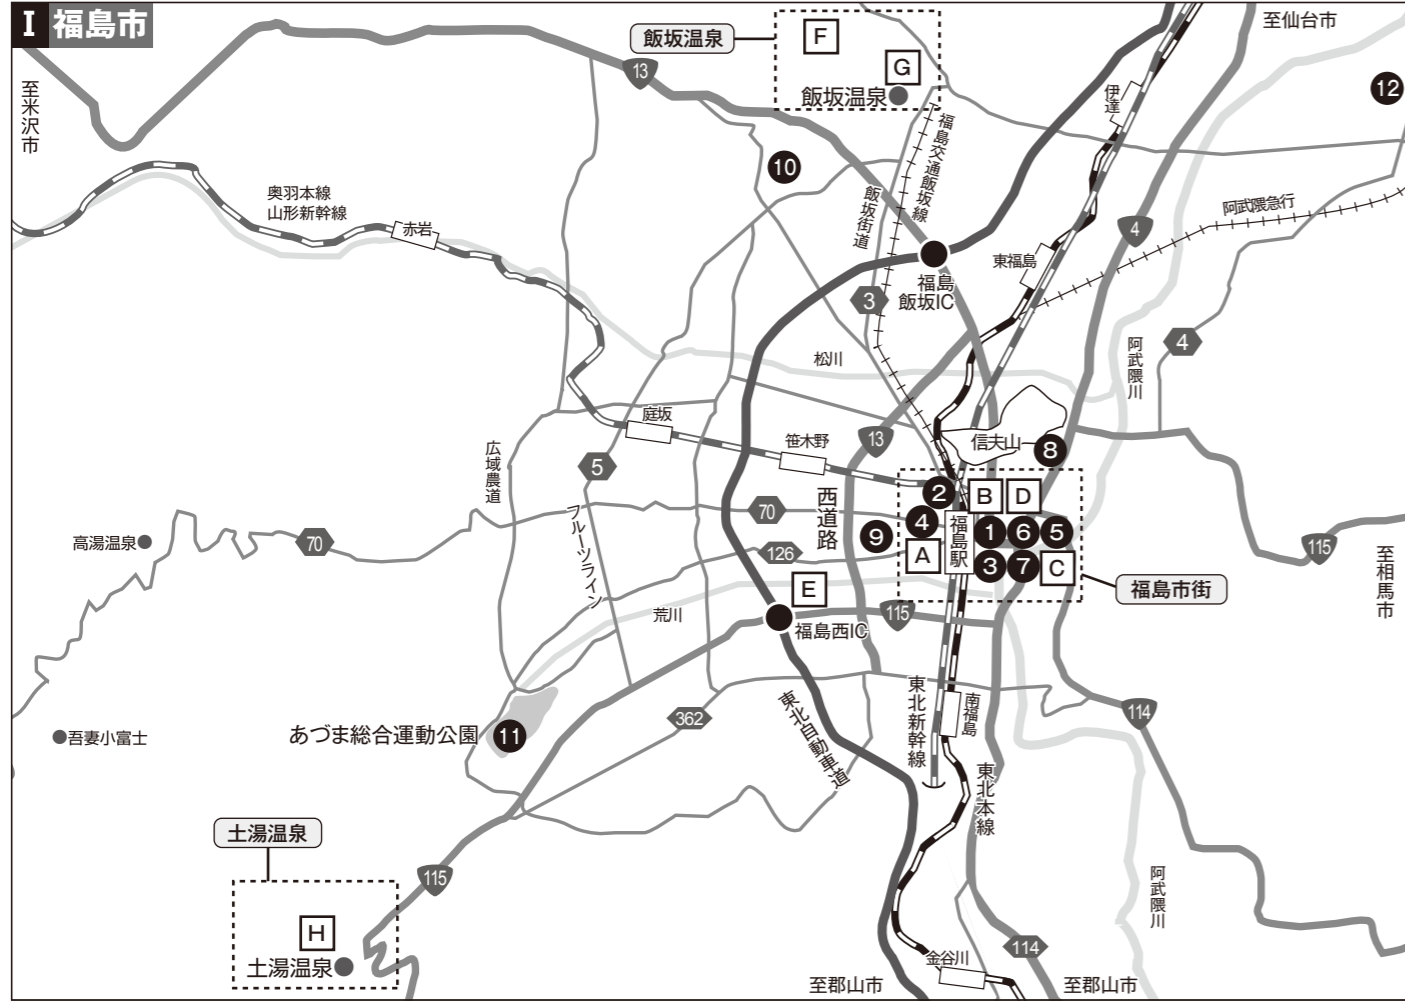 I 福島市
至仙台市
飯坂温泉
F
G
飯坂温泉
13
伊達
12
至米沢市
福島交通飯坂線
飯坂街道
10
奥羽本線
山形新幹線
赤岩
阿武隈急行
4
東福島
福島
飯坂IC
3
4
阿武隈川
松川
庭坂
笹木野
13
信夫山
8
広域農道
5
フルーツライン
西道路
70
2
B
D
4
福島駅
1
6
5
9
A
3
7
C
高湯温泉
70
126
115
至相馬市
福島市街
E
荒川
115
福島西IC
362
東北自動車道
東北新幹線
南福島
114
あづま総合運動公園
11
吾妻小富士
東北本線
土湯温泉
115
阿武隈川
H
土湯温泉
114
金谷川
至郡山市
至郡山市